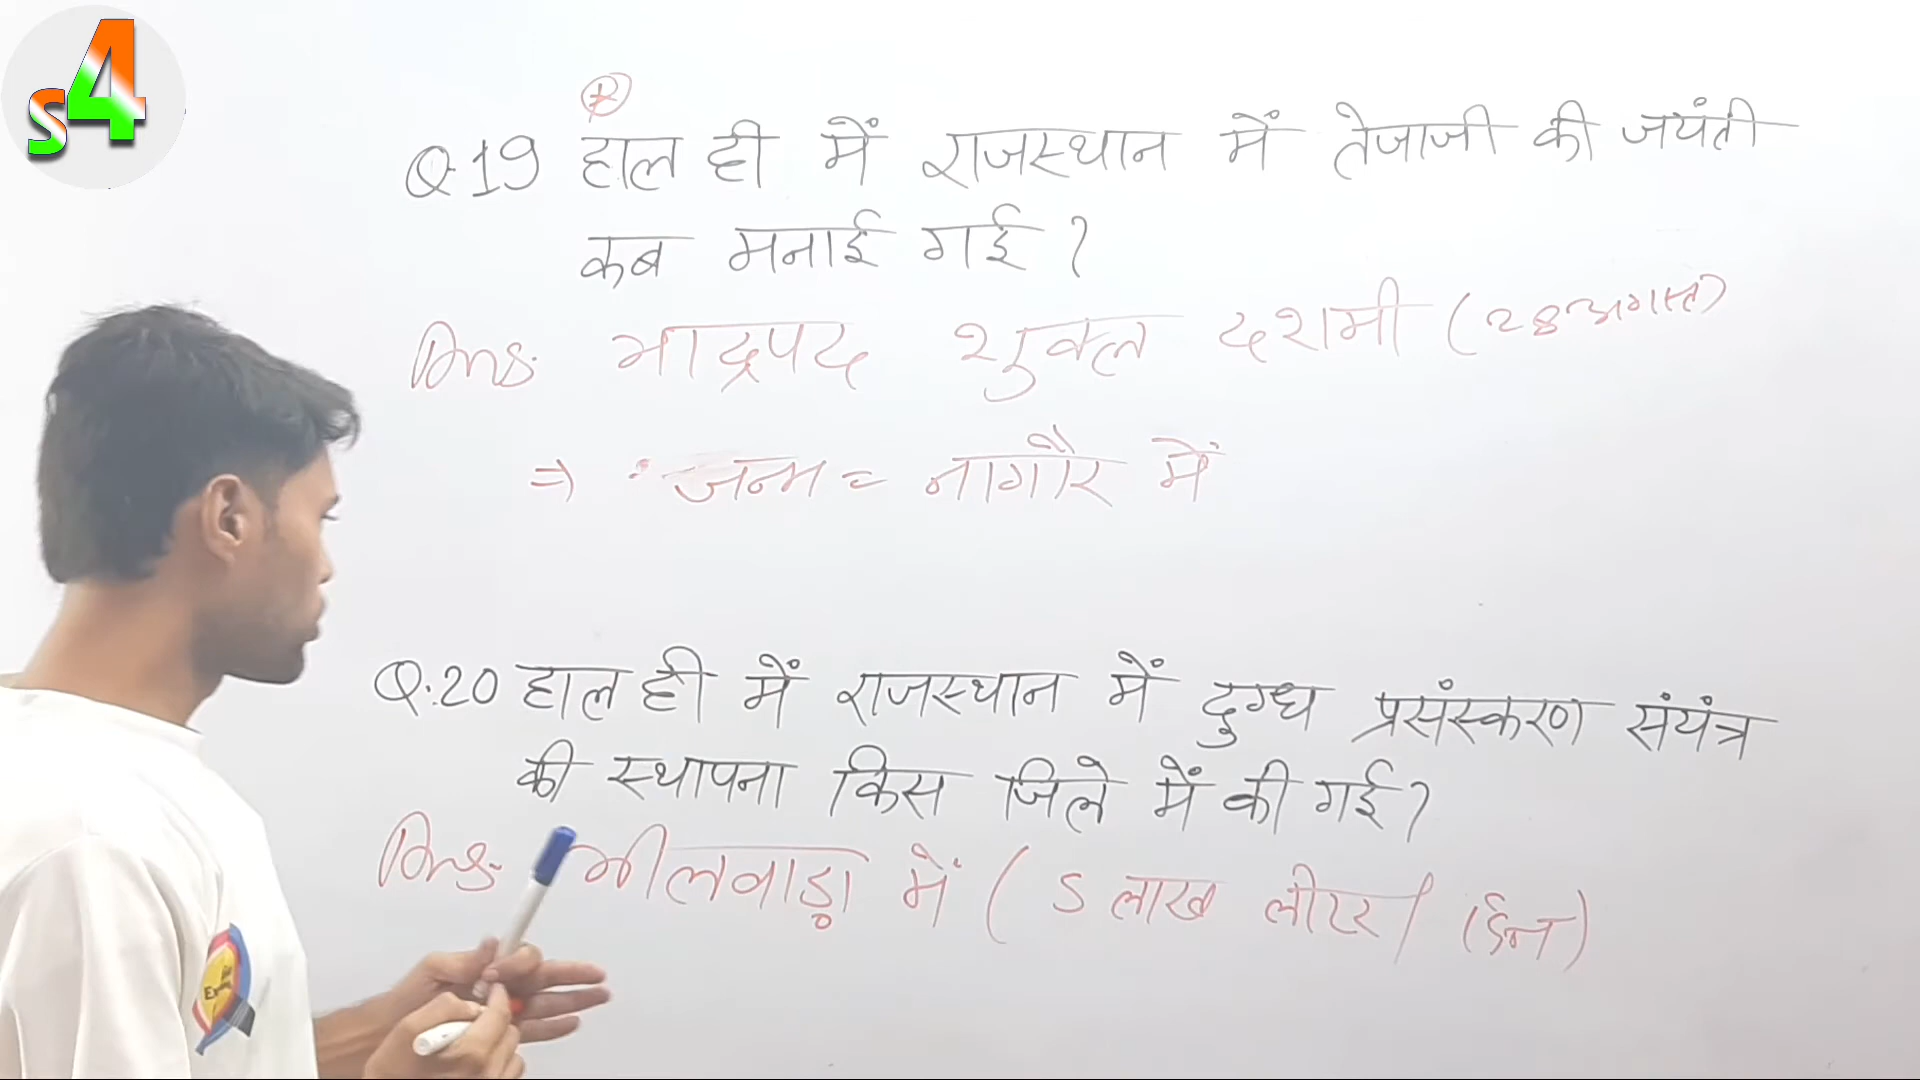 S4
Q.19 हाल ही में राजस्थान में तेजाजी की जयंती
कब मनाई गई?
Ans. भाद्रपद शुक्ल दशमी (28 अगस्त)
⇒ जन्म = नागौर में
Q.20 हाल ही में राजस्थान में दुग्ध प्रसंस्करण संयंत्र
की स्थापना किस जिले में की गई?
Ans. भीलवाड़ा में (5 लाख लीटर/दिन)